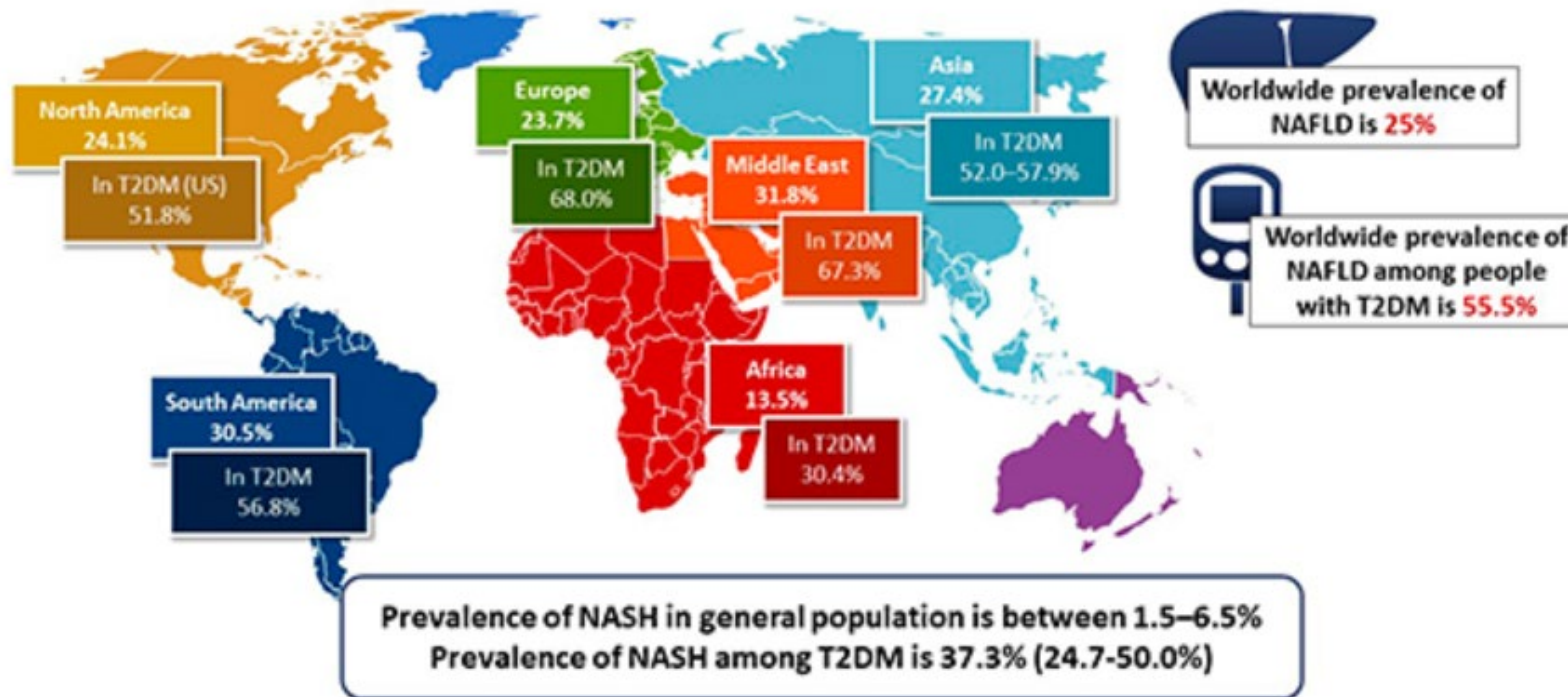 North America
24.1%
In T2DM (US)
51.8%
Europe
23.7%
In T2DM
68.0%
Asia
27.4%
In T2DM
52.0–57.9%
Middle East
31.8%
In T2DM
67.3%
Africa
13.5%
In T2DM
30.4%
South America
30.5%
In T2DM
56.8%
Worldwide prevalence of
NAFLD is 25%
Worldwide prevalence of
NAFLD among people
with T2DM is 55.5%
Prevalence of NASH in general population is between 1.5–6.5%
Prevalence of NASH among T2DM is 37.3% (24.7-50.0%)